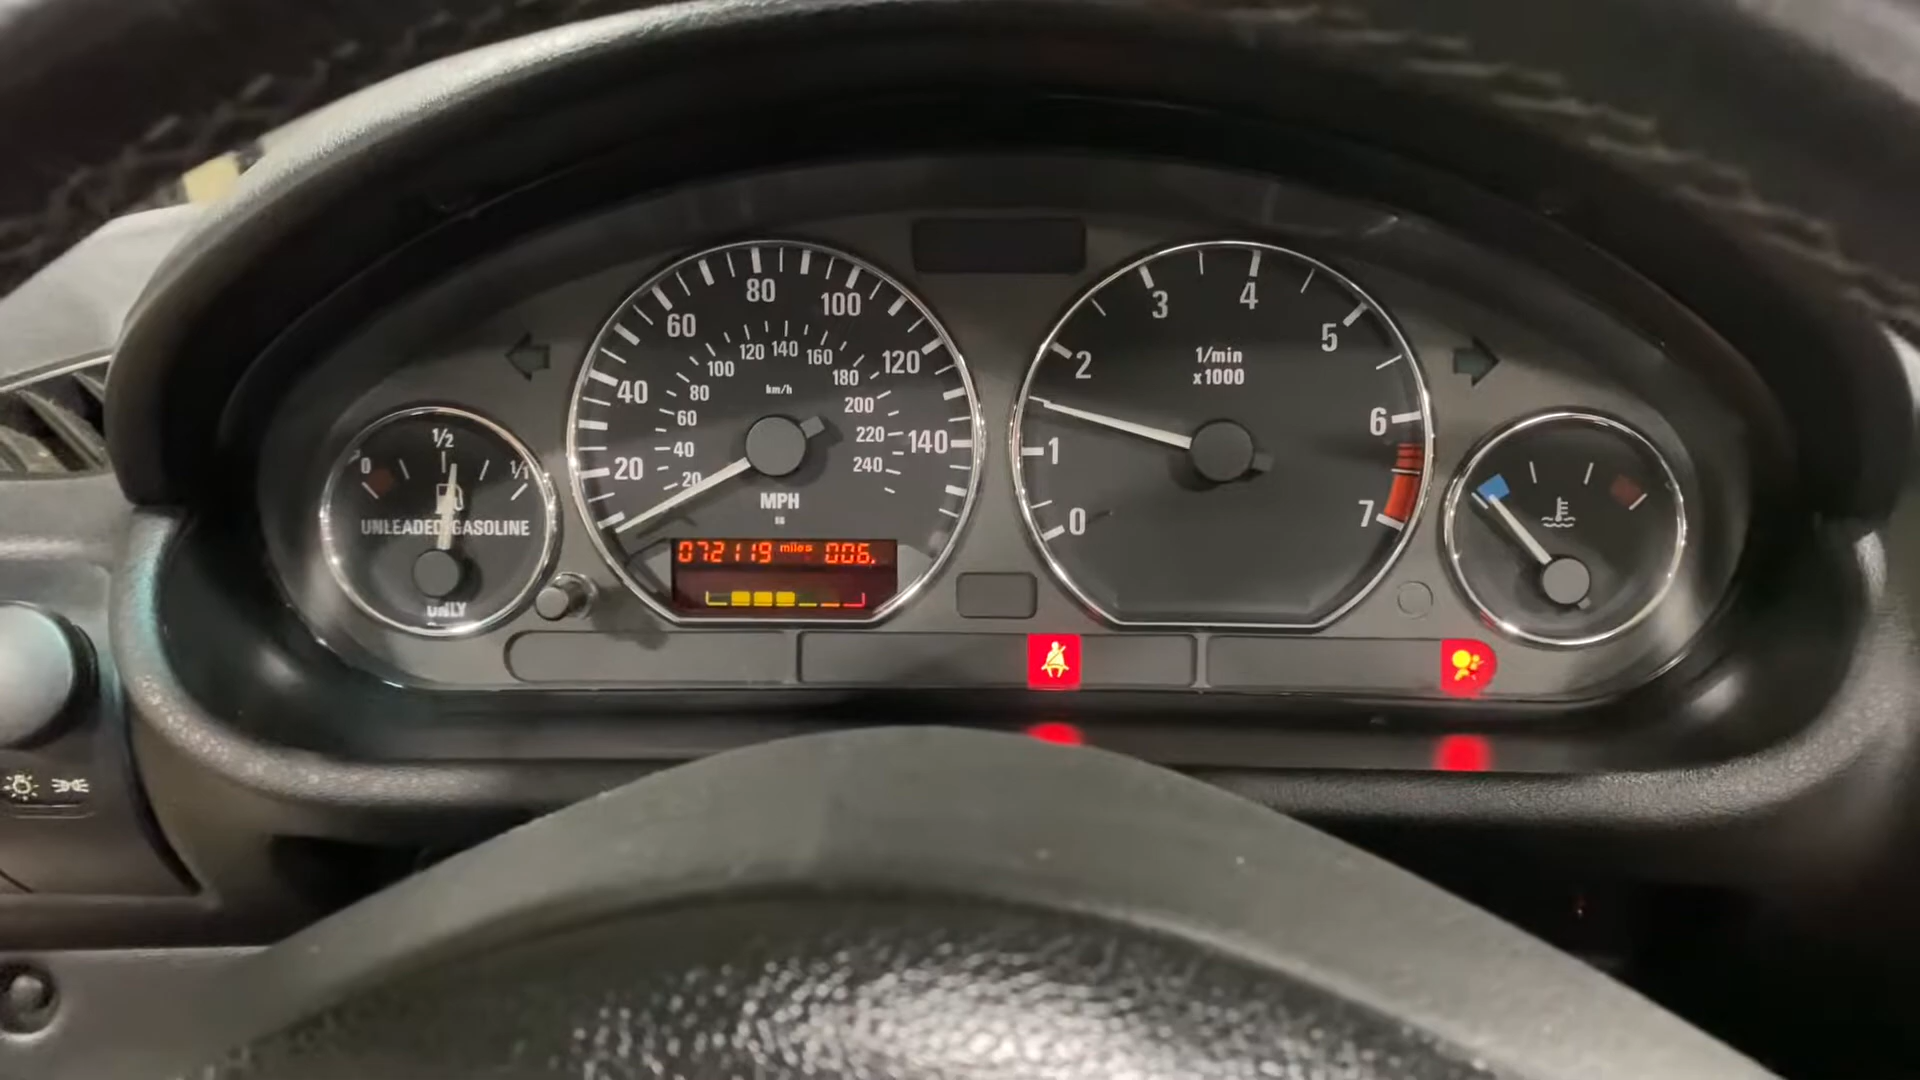 0 1/2 1/1
UNLEADED GASOLINE
ONLY
20 40 60 80 100 120 140
20 40 60 80 100 120 140 160 180 200 220 240
km/h
MPH
072119 miles 006.
0 1 2 3 4 5 6 7
1/min
x1000